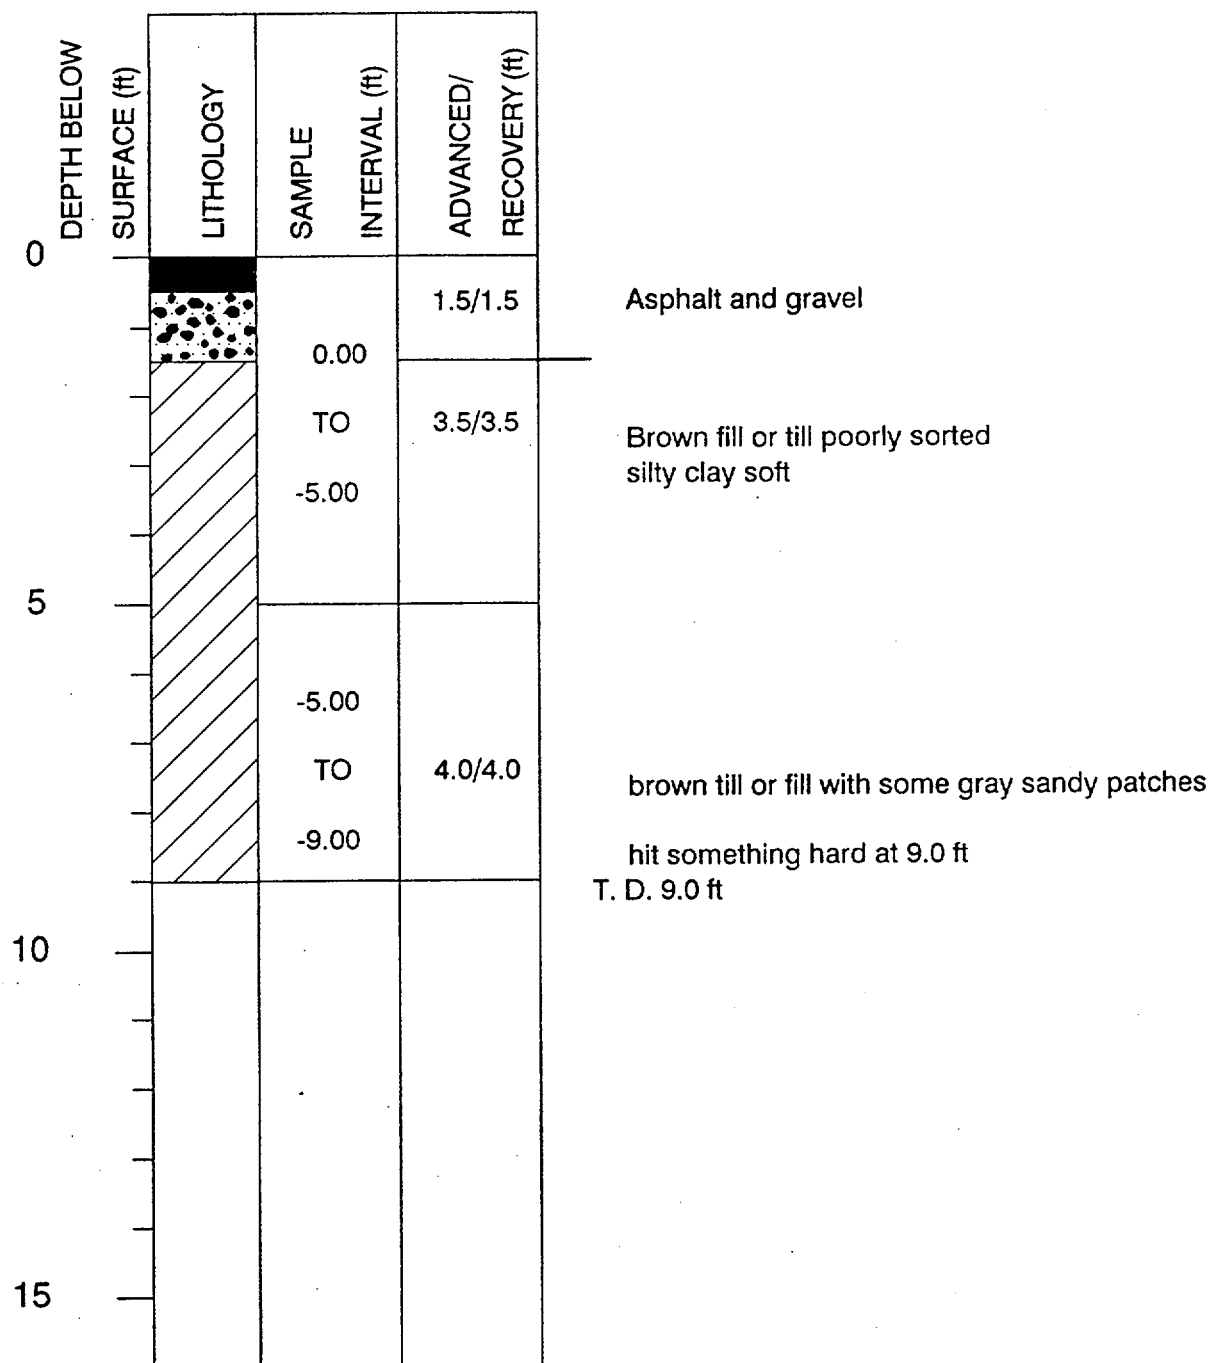 DEPTH BELOW
SURFACE (ft)
LITHOLOGY
SAMPLE
INTERVAL (ft)
ADVANCED/
RECOVERY (ft)
0
1.5/1.5
Asphalt and gravel
0.00
TO
3.5/3.5
Brown fill or till poorly sorted
silty clay soft
-5.00
5
-5.00
TO
4.0/4.0
brown till or fill with some gray sandy patches
-9.00
hit something hard at 9.0 ft
T. D. 9.0 ft
10
15